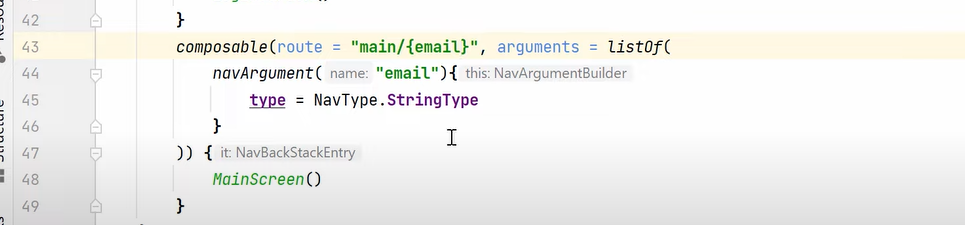 42 }
43 composable(route = "main/{email}", arguments = listOf(
44 navArgument( name: "email"){ this: NavArgumentBuilder
45 type = NavType.StringType
46 }
47 )) { it: NavBackStackEntry
48 MainScreen()
49 }
Structure